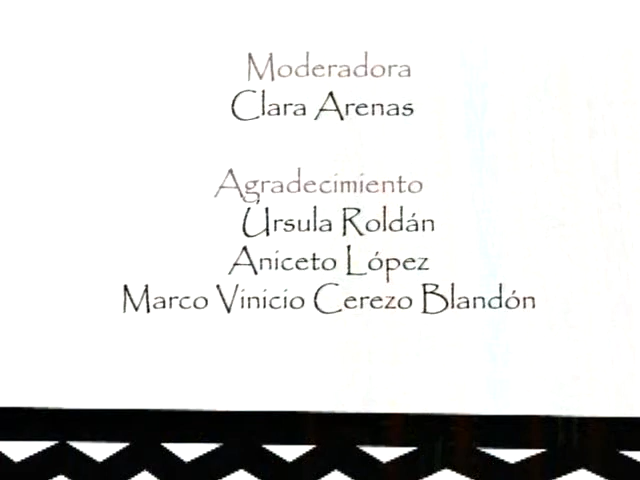 Moderadora
Clara Arenas
Agradecimiento
Úrsula Roldán
Aniceto López
Marco Vinicio Cerezo Blandón